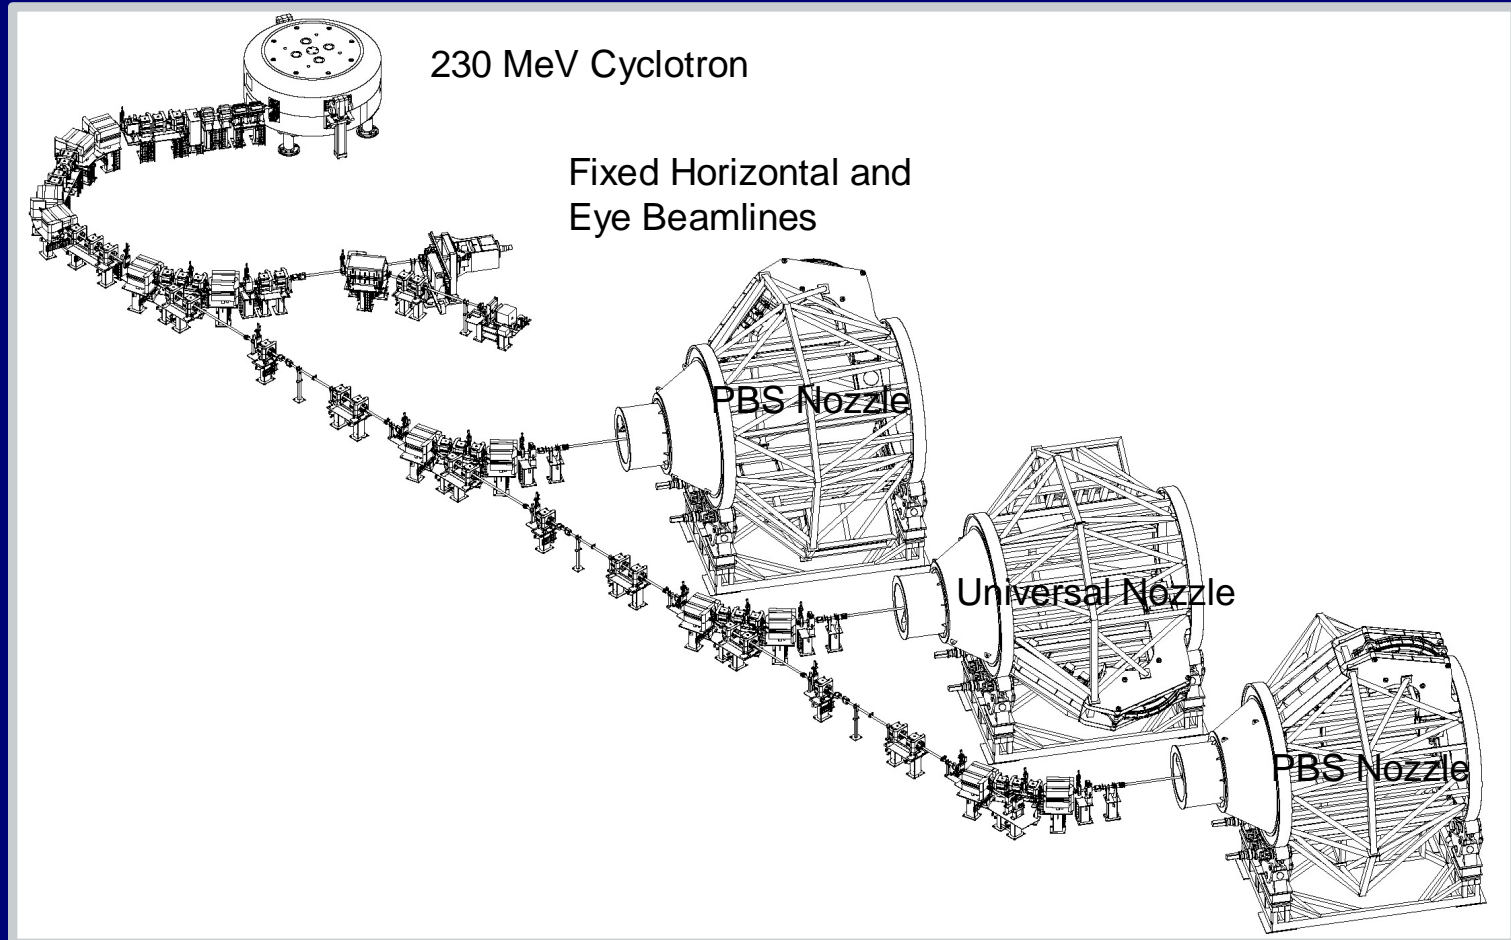 230 MeV Cyclotron
Fixed Horizontal and
Eye Beamlines
PBS Nozzle
Universal Nozzle
PBS Nozzle